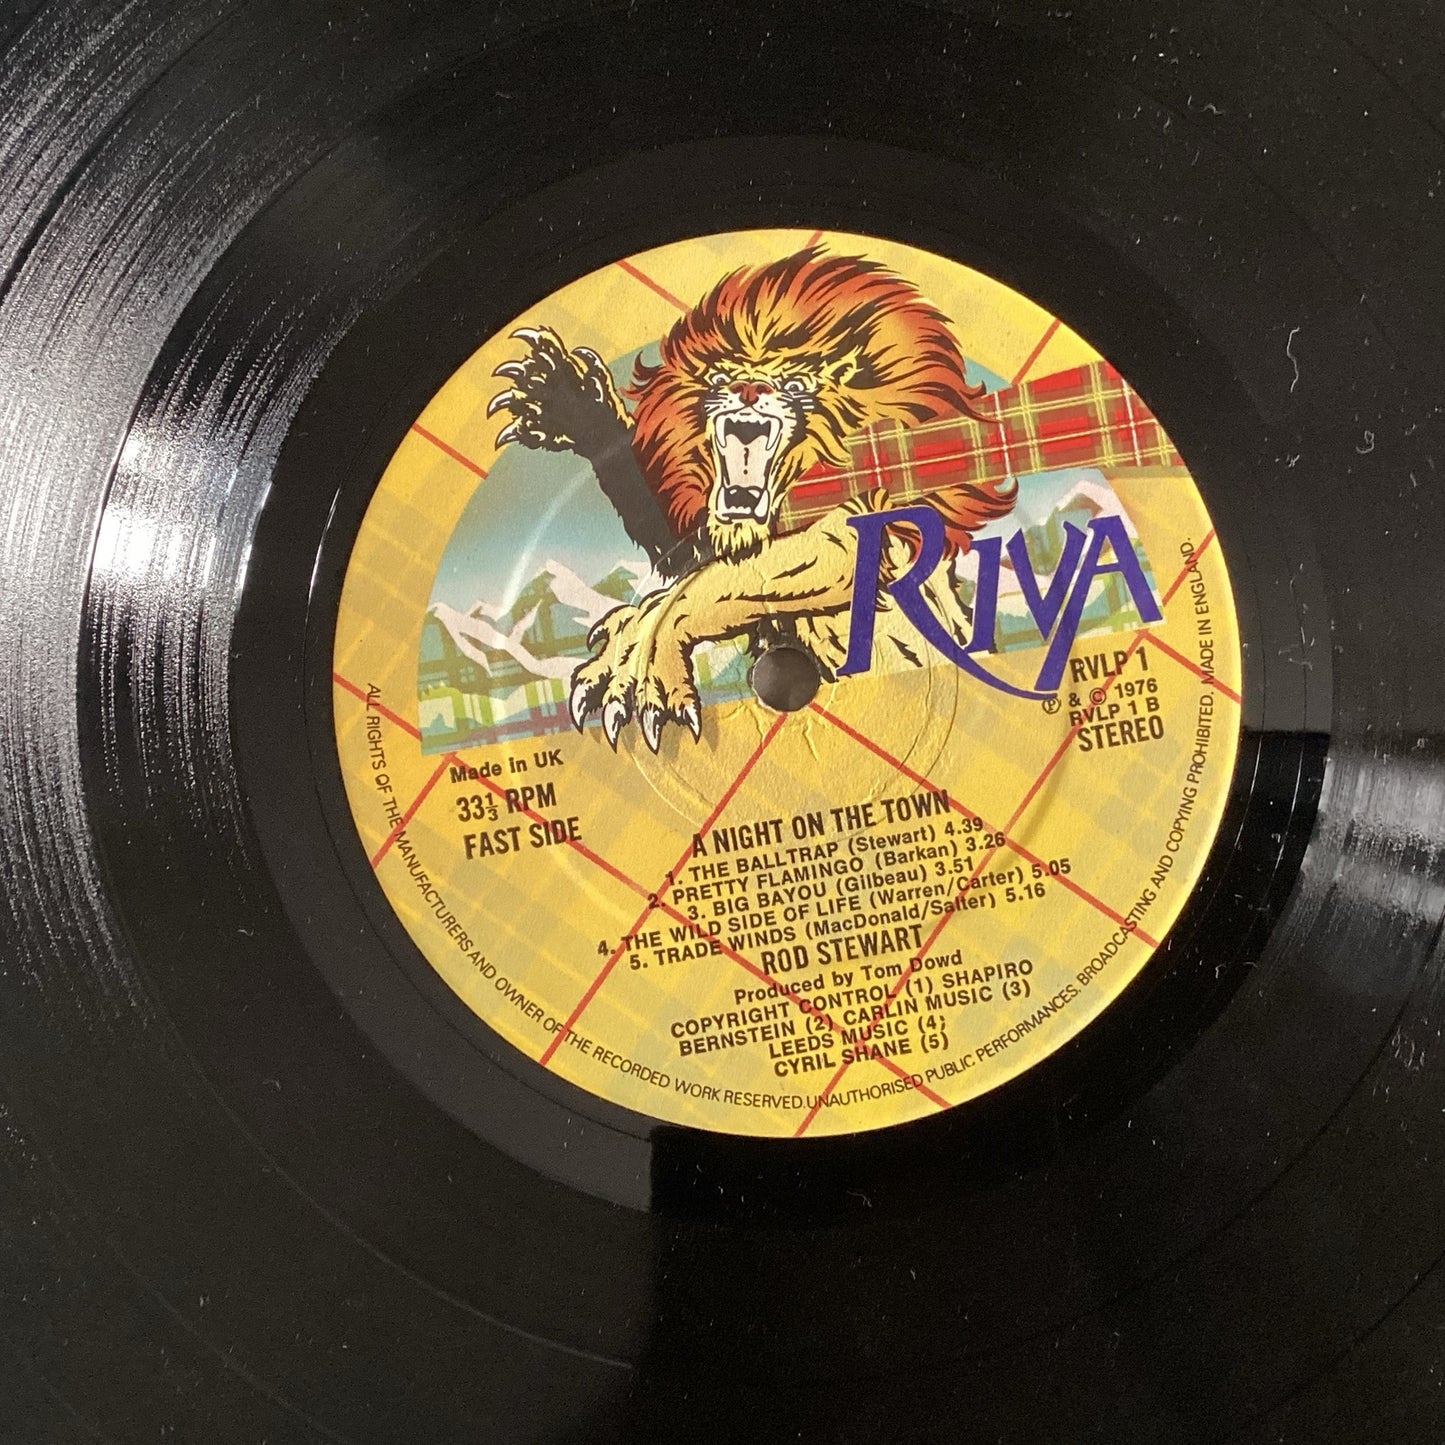 RIVA
RVLP 1
Ⓟ & © 1976
RVLP 1 B
STEREO
Made in UK
33⅓ RPM
FAST SIDE
A NIGHT ON THE TOWN
1. THE BALLTRAP (Stewart) 4.39
2. PRETTY FLAMINGO (Barkan) 3.26
3. BIG BAYOU (Gilbeau) 3.51
4. THE WILD SIDE OF LIFE (Warren/Carter) 5.05
5. TRADE WINDS (MacDonald/Salter) 5.16
ROD STEWART
Produced by Tom Dowd
COPYRIGHT CONTROL (1) SHAPIRO
BERNSTEIN (2) CARLIN MUSIC (3)
LEEDS MUSIC (4)
CYRIL SHANE (5)
ALL RIGHTS OF THE MANUFACTURERS AND OWNER OF THE RECORDED WORK RESERVED. UNAUTHORISED PUBLIC PERFORMANCES. BROADCASTING AND COPYING PROHIBITED. MADE IN ENGLAND.